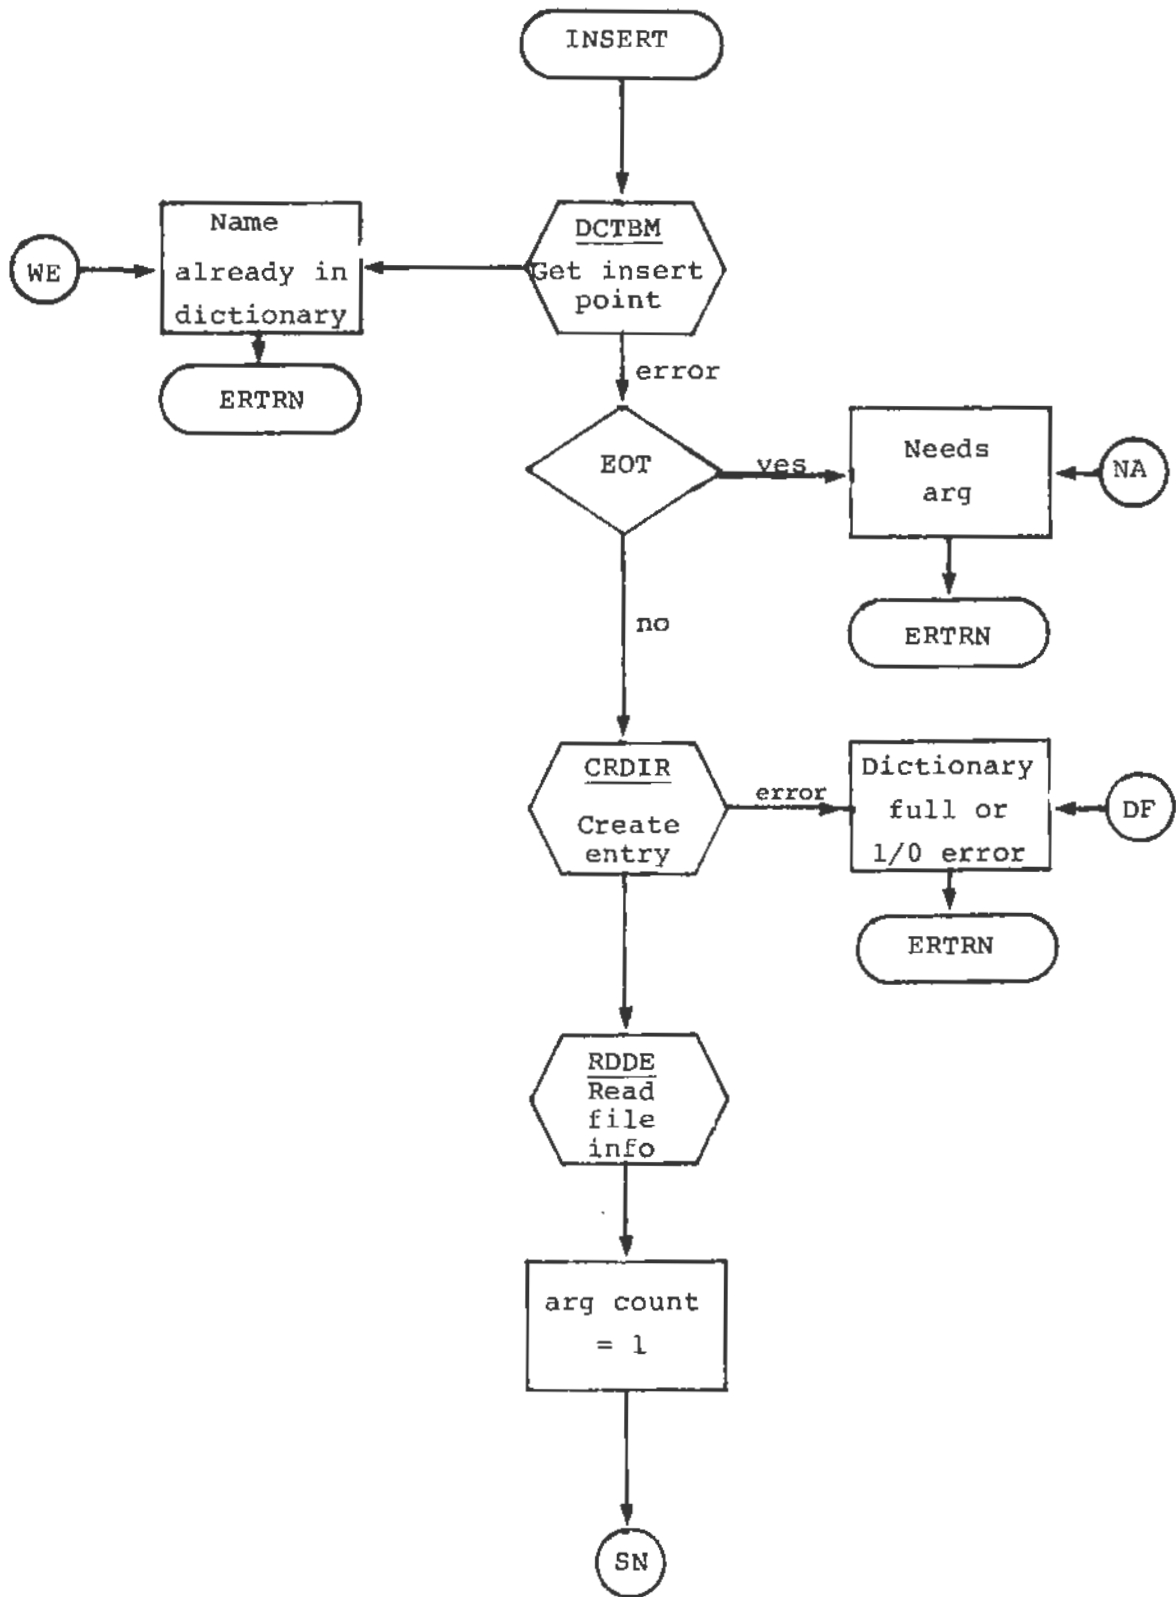 INSERT
DCTBM
Get insert
point
Name
already in
dictionary
WE
ERTRN
error
EOT
yes
Needs
arg
NA
ERTRN
no
CRDIR
Create
entry
error
Dictionary
full or
1/0 error
DF
ERTRN
RDDE
Read
file
info
arg count
= 1
SN